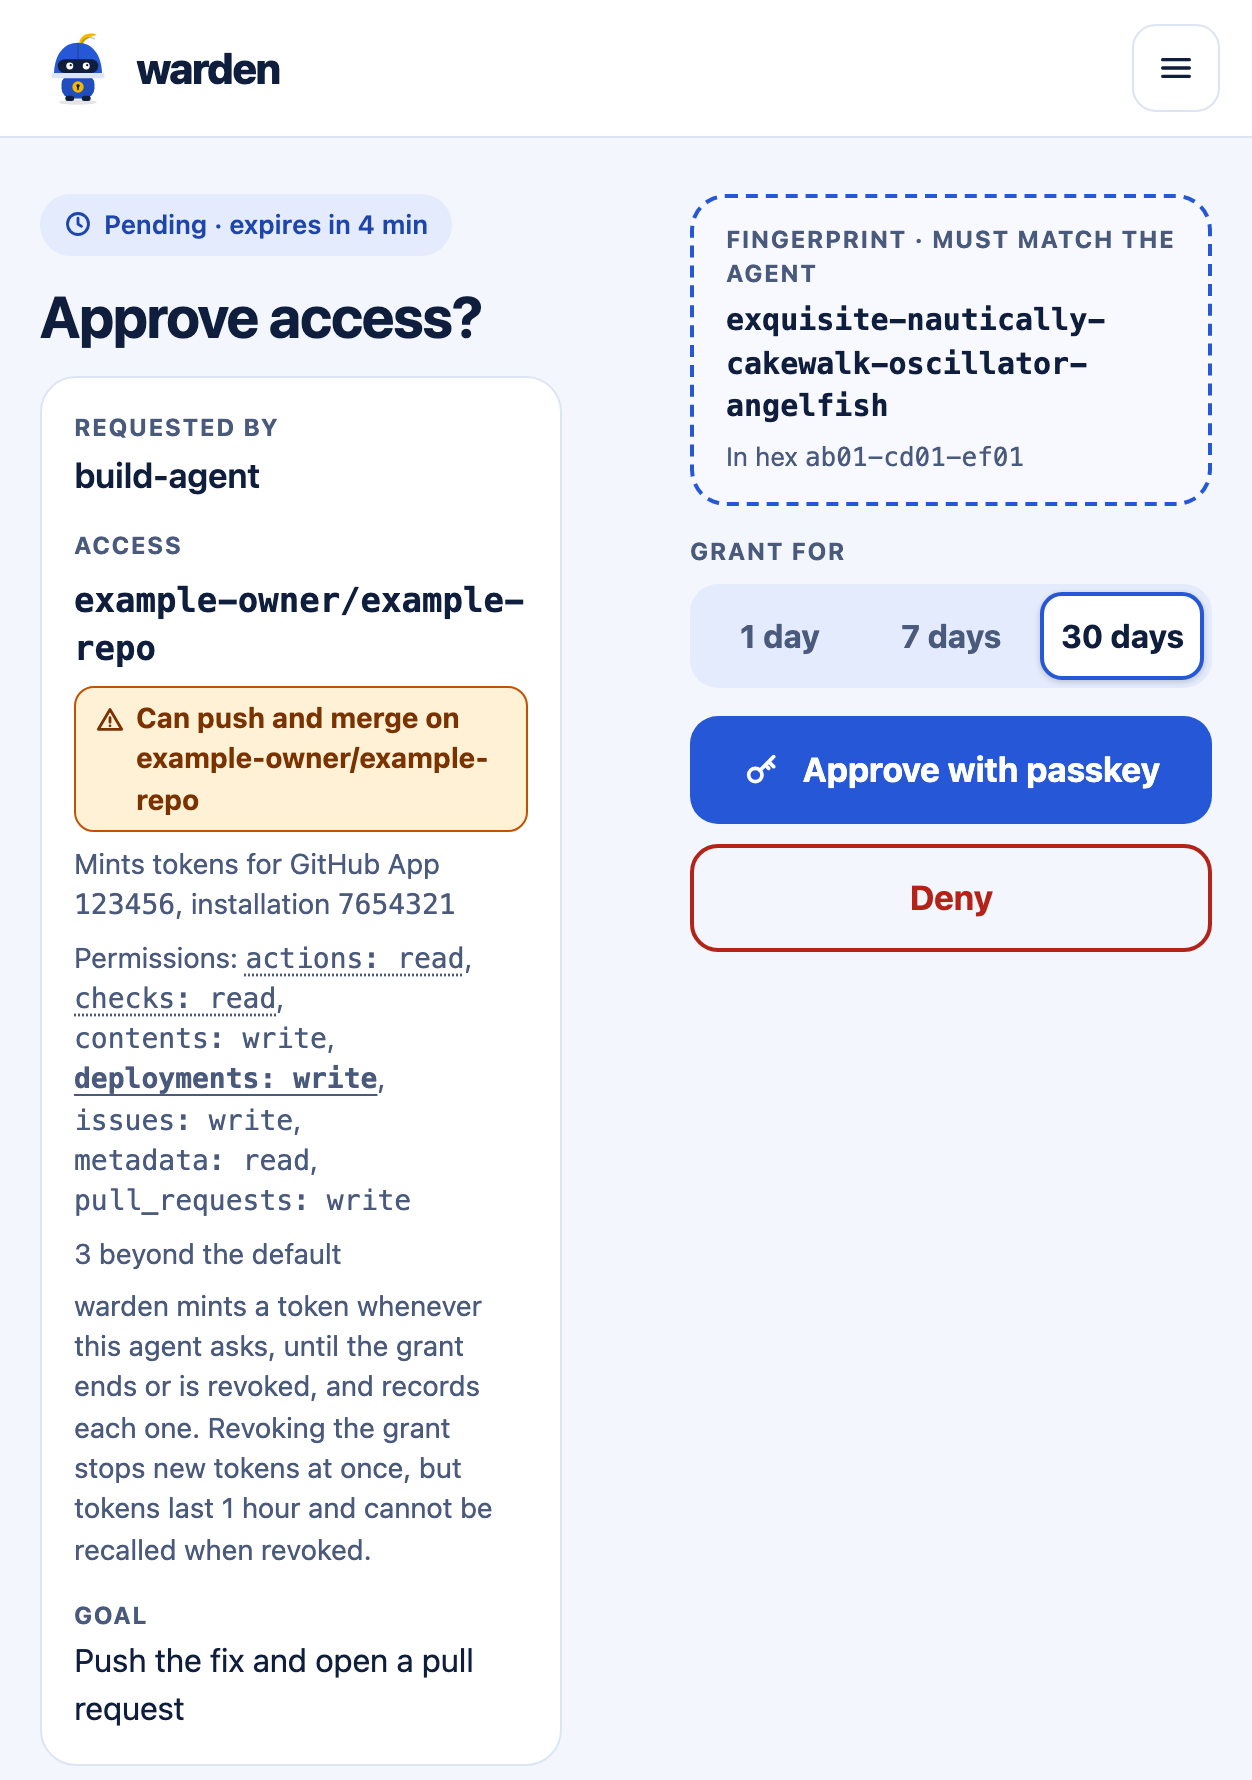 warden
Pending · expires in 4 min
Approve access?
REQUESTED BY
build-agent
ACCESS
example-owner/example-
repo
Can push and merge on
example-owner/example-
repo
Mints tokens for GitHub App
123456, installation 7654321
Permissions: actions: read,
checks: read,
contents: write,
deployments: write,
issues: write,
metadata: read,
pull_requests: write
3 beyond the default
warden mints a token whenever
this agent asks, until the grant
ends or is revoked, and records
each one. Revoking the grant
stops new tokens at once, but
tokens last 1 hour and cannot be
recalled when revoked.
GOAL
Push the fix and open a pull
request
FINGERPRINT · MUST MATCH THE
AGENT
exquisite-nautically-
cakewalk-oscillator-
angelfish
In hex ab01-cd01-ef01
GRANT FOR
1 day
7 days
30 days
Approve with passkey
Deny